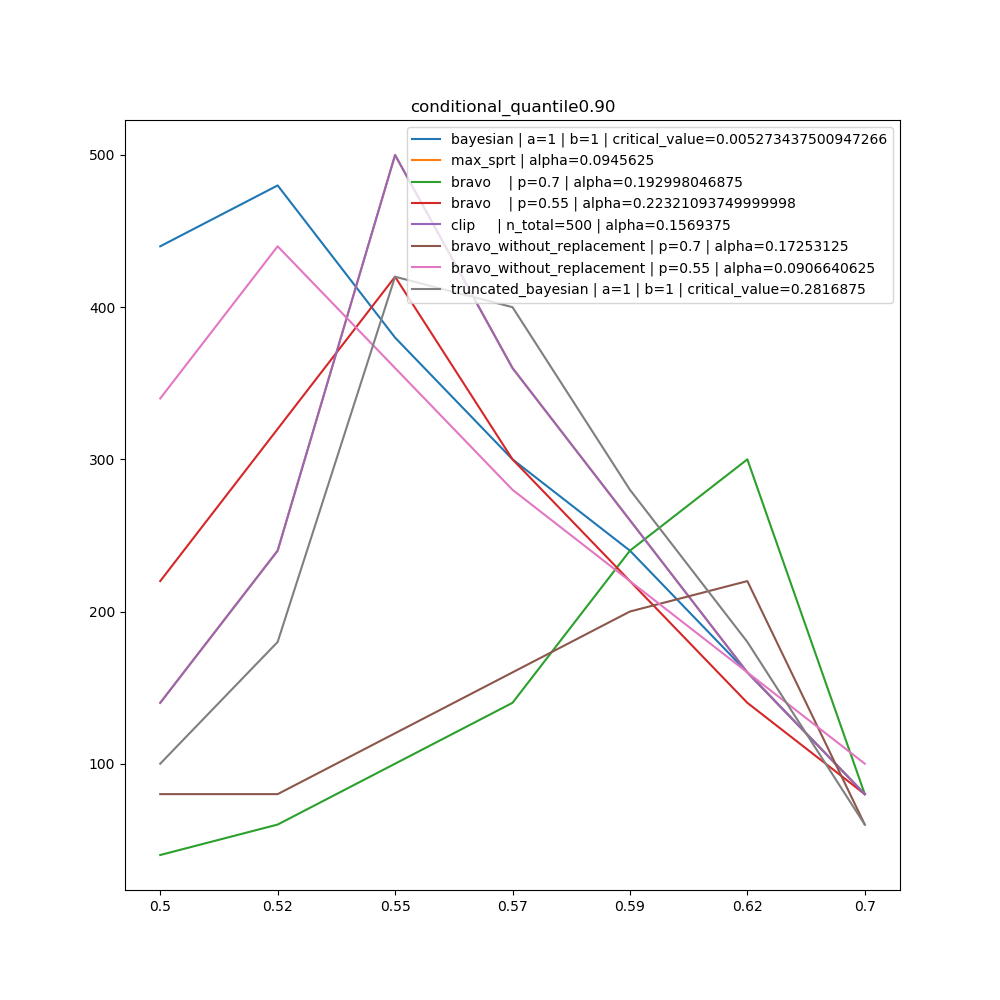 conditional_quantile0.90
bayesian | a=1 | b=1 | critical_value=0.005273437500947266
max_sprt | alpha=0.0945625
bravo    | p=0.7 | alpha=0.192998046875
bravo    | p=0.55 | alpha=0.22321093749999998
clip     | n_total=500 | alpha=0.1569375
bravo_without_replacement | p=0.7 | alpha=0.17253125
bravo_without_replacement | p=0.55 | alpha=0.0906640625
truncated_bayesian | a=1 | b=1 | critical_value=0.2816875
500
400
300
200
100
0.5 0.52 0.55 0.57 0.59 0.62 0.7